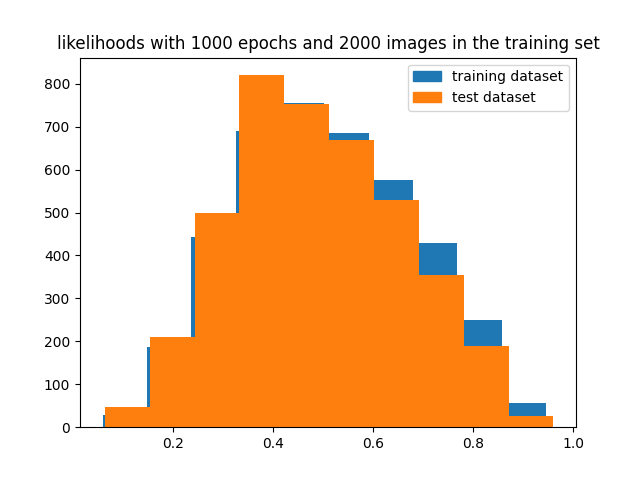 likelihoods with 1000 epochs and 2000 images in the training set
training dataset
test dataset
800
700
600
500
400
300
200
100
0
0.2 0.4 0.6 0.8 1.0